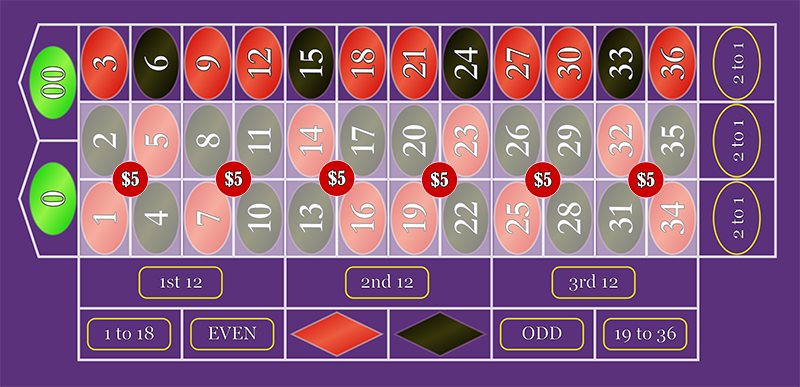 00 3 6 9 12 15 18 21 24 27 30 33 36 2 to 1
2 5 8 11 14 17 20 23 26 29 32 35 2 to 1
$5 $5 $5 $5 $5 $5
0 1 4 7 10 13 16 19 22 25 28 31 34 2 to 1
1st 12 2nd 12 3rd 12
1 to 18 EVEN ODD 19 to 36